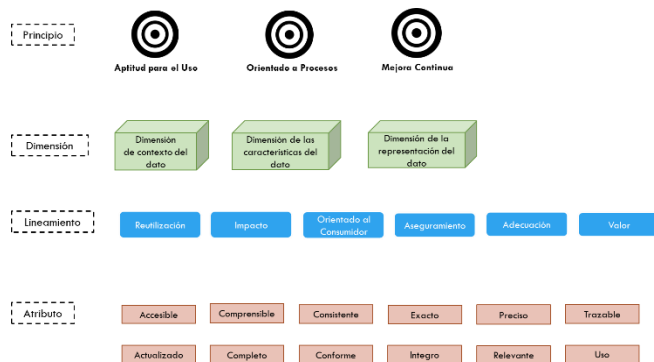 Principio
Aptitud para el Uso
Orientado a Procesos
Mejora Continua
Dimensión
Dimensión
de contexto del
dato
Dimensión de las
características del
dato
Dimensión de la
representación del
dato
Lineamiento
Reutilización
Impacto
Orientado al
Consumidor
Aseguramiento
Adecuación
Valor
Atributo
Accesible
Comprensible
Consistente
Exacto
Preciso
Trazable
Actualizado
Completo
Conforme
Integro
Relevante
Uso